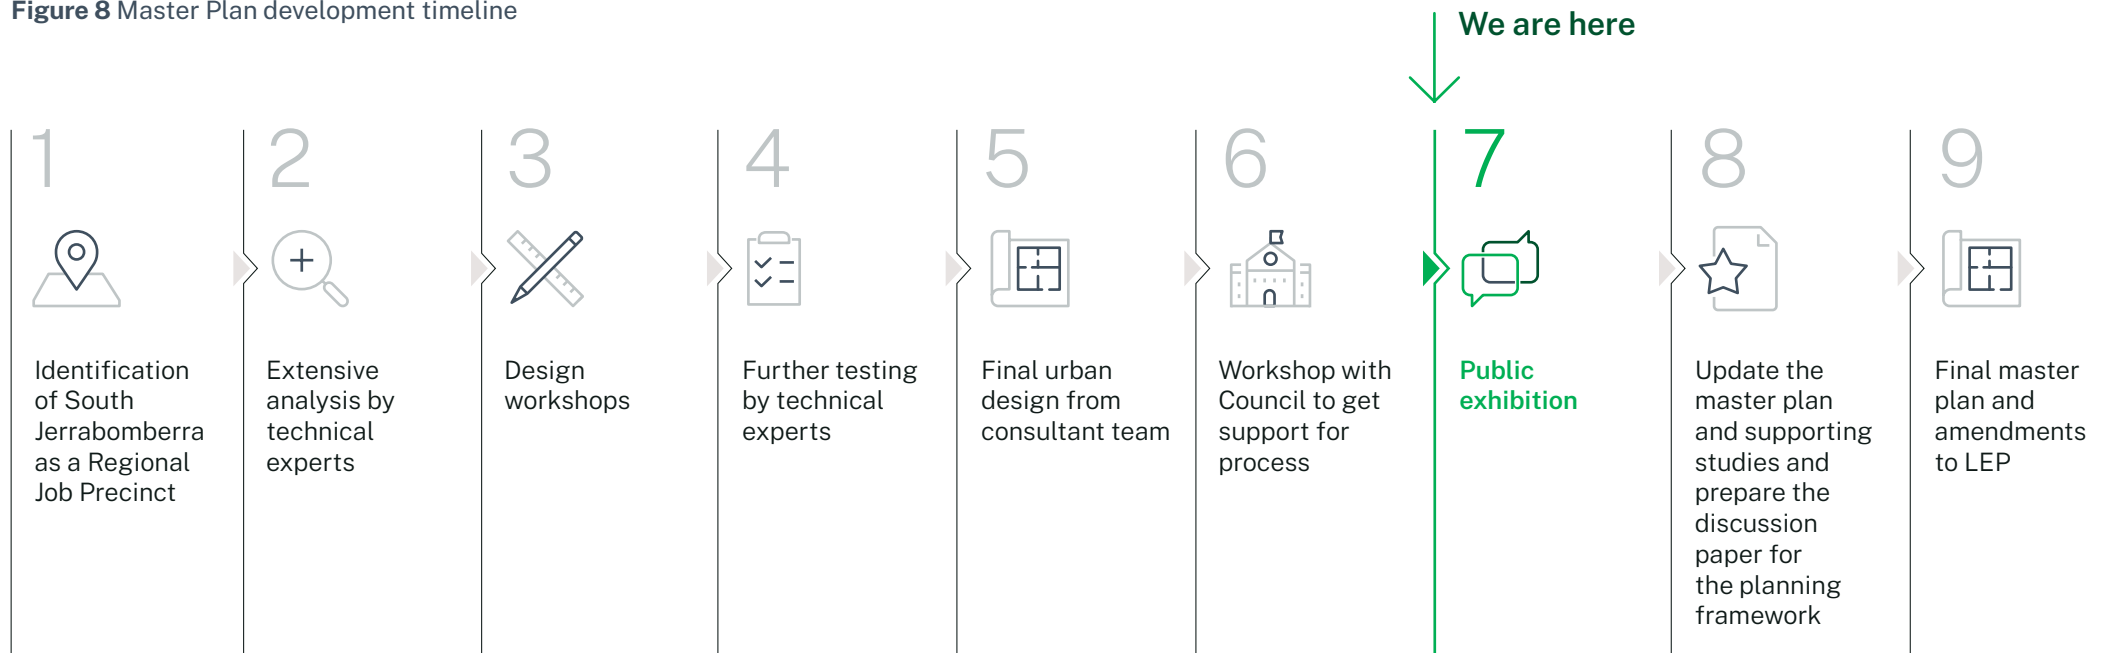 Figure 8 Master Plan development timeline
We are here
1
Identification
of South
Jerrabomberra
as a Regional
Job Precinct
2
Extensive
analysis by
technical
experts
3
Design
workshops
4
Further testing
by technical
experts
5
Final urban
design from
consultant team
6
Workshop with
Council to get
support for
process
7
Public
exhibition
8
Update the
master plan
and supporting
studies and
prepare the
discussion
paper for
the planning
framework
9
Final master
plan and
amendments
to LEP